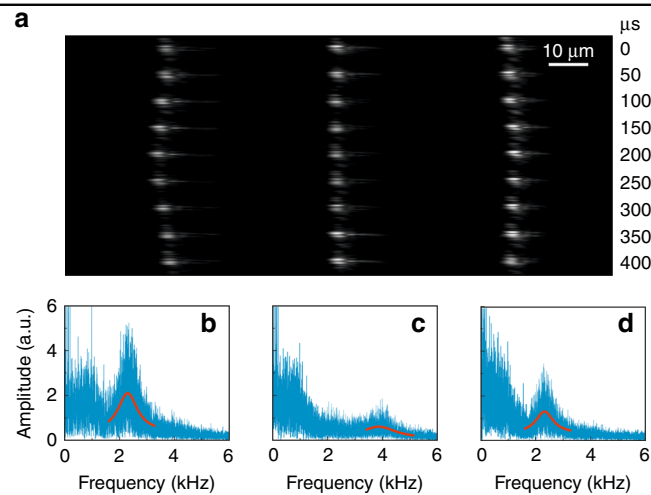 a
µs
10 µm
0
50
100
150
200
250
300
350
400
b
c
d
Amplitude (a.u.)
6
4
2
0
0 2 4 6
0 2 4 6
0 2 4 6
Frequency (kHz)
Frequency (kHz)
Frequency (kHz)